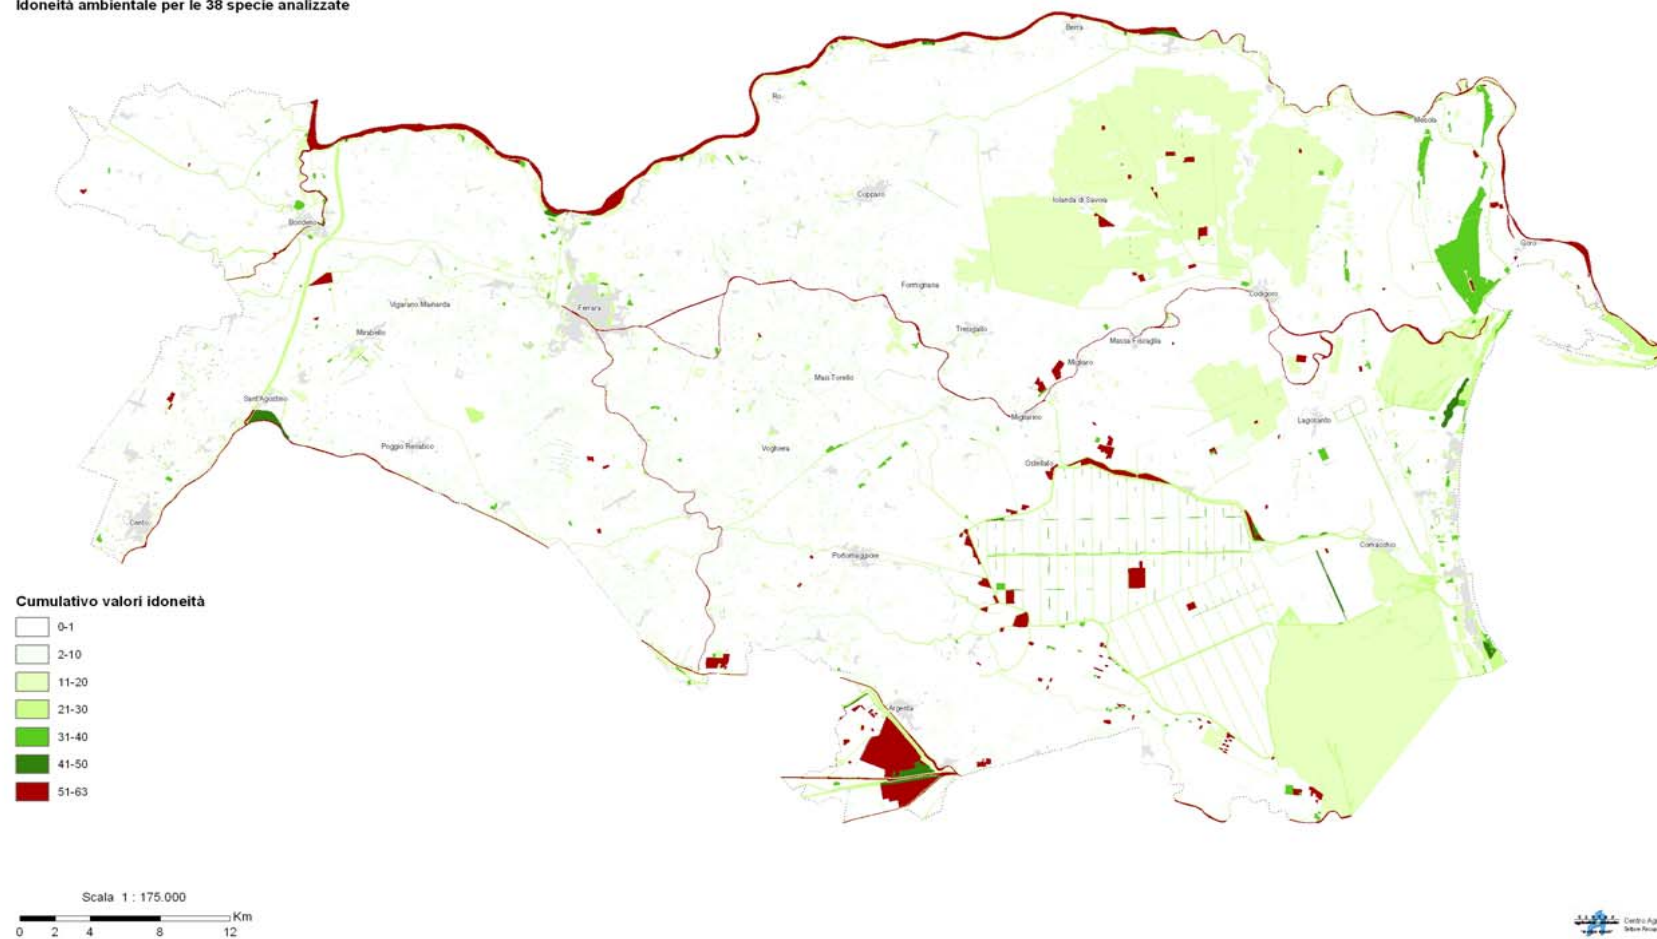 Idoneità ambientale per le 38 specie analizzate
Berra
Ro
Mesola
Copparo
Iolanda di Savoia
Bondeno
Goro
Formignana
Codigoro
Vigarano Mainarda
Ferrara
Mirabello
Tresigallo
Massa Fiscaglia
Migliaro
Masi Torello
Sant'Agostino
Migliarino
Lagosanto
Poggio Renatico
Voghiera
Ostellato
Cento
Portomaggiore
Comacchio
Argenta
Cumulativo valori idoneità
0-1
2-10
11-20
21-30
31-40
41-50
51-63
Scala 1 : 175.000
Km
0 2 4 8 12